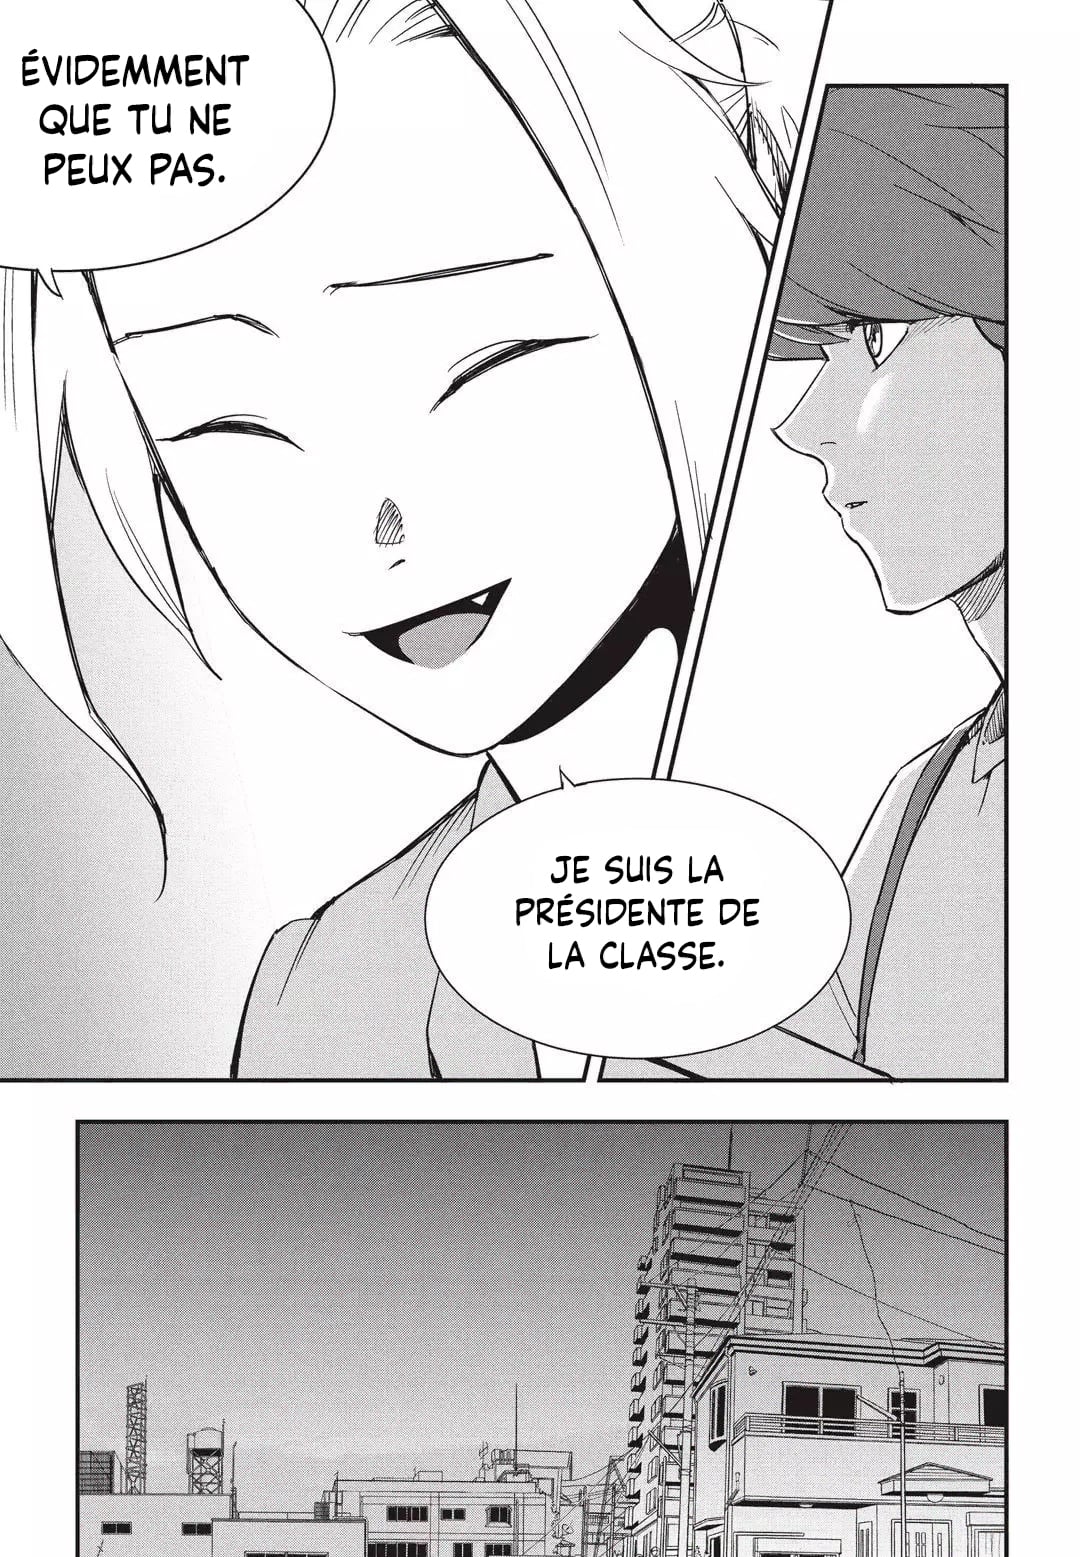 ÉVIDEMMENT
QUE TU NE
PEUX PAS.
JE SUIS LA
PRÉSIDENTE DE
LA CLASSE.